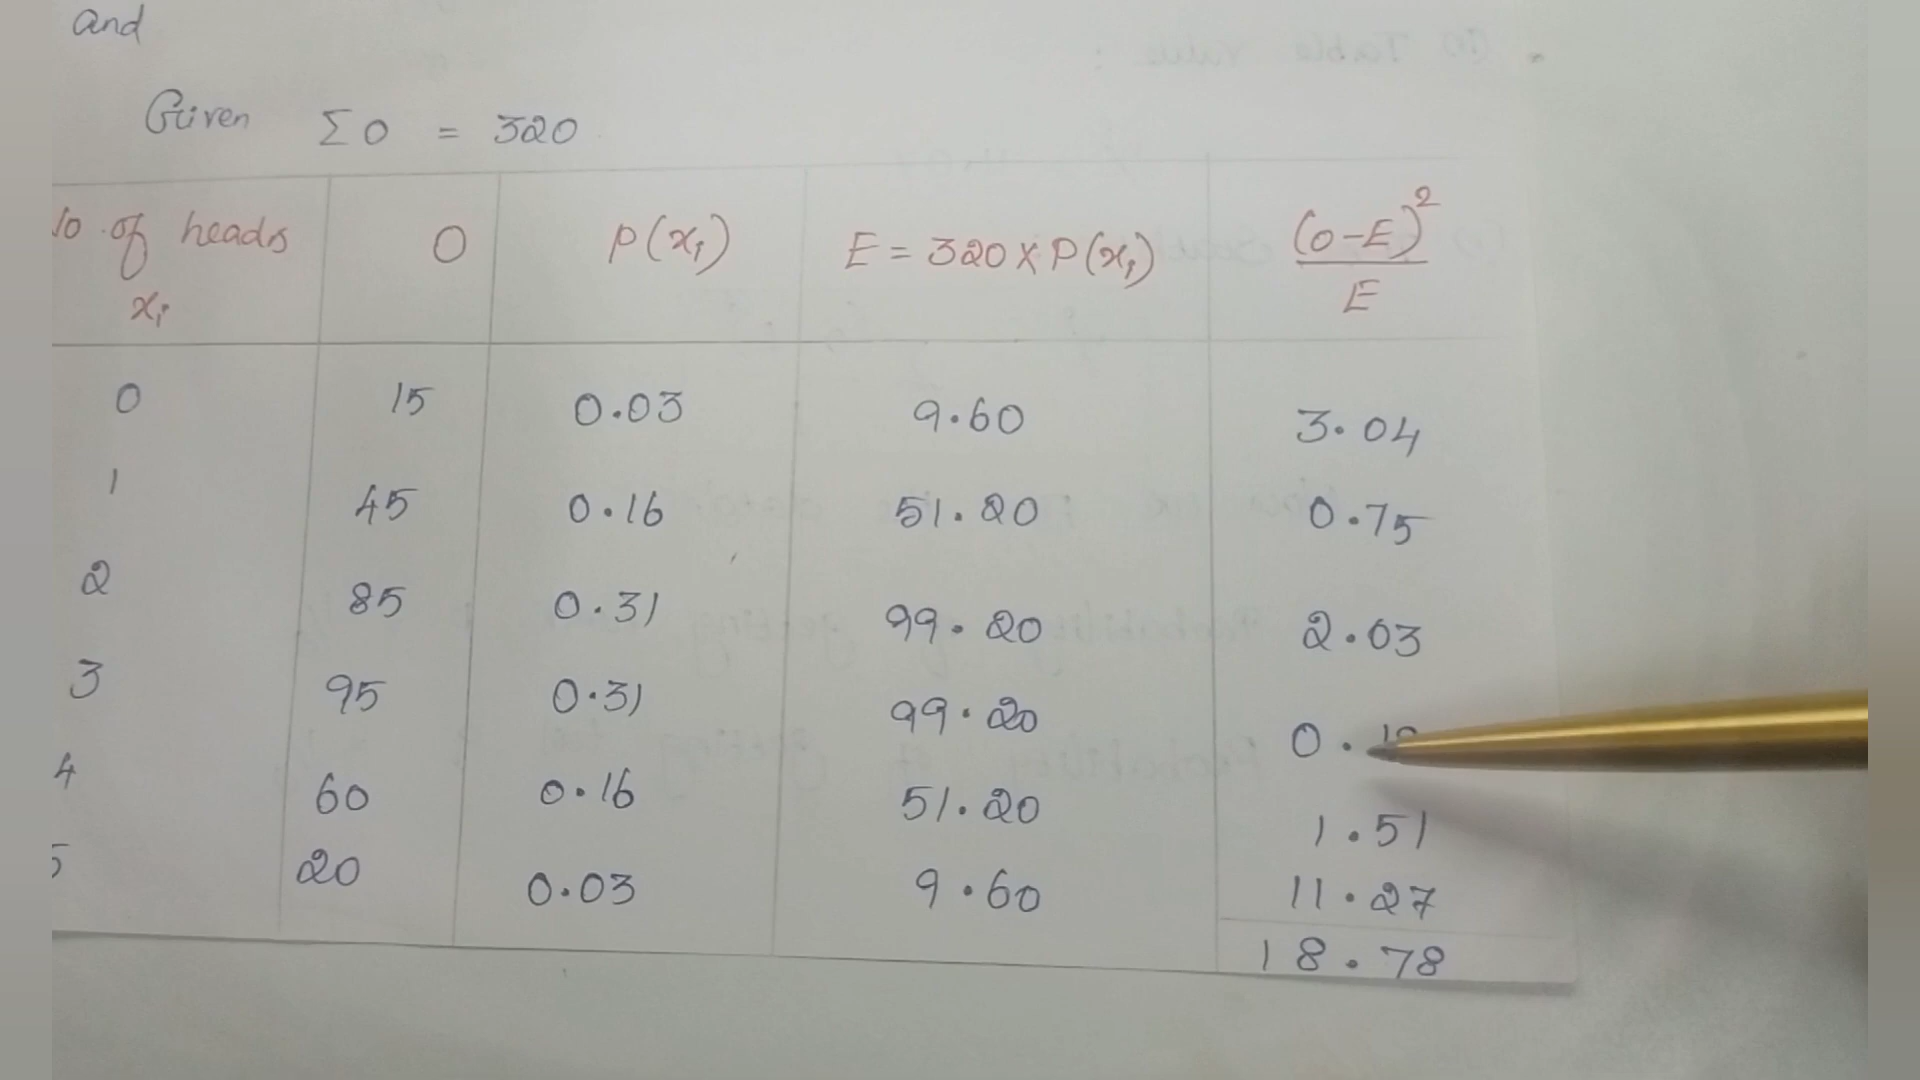 and
Given Σ O = 320
No. of heads xᵢ O P(xᵢ) E = 320 × P(xᵢ) (O-E)² / E
0 15 0.03 9.60 3.04
1 45 0.16 51.20 0.75
2 85 0.31 99.20 2.03
3 95 0.31 99.20
4 60 0.16 51.20 1.51
5 20 0.03 9.60 11.27
18.78